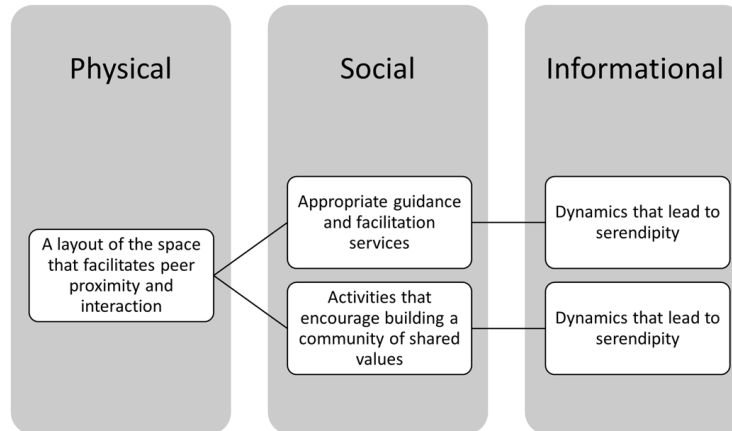 Physical
A layout of the space
that facilitates peer
proximity and
interaction
Social
Appropriate guidance
and facilitation
services
Activities that
encourage building a
community of shared
values
Informational
Dynamics that lead to
serendipity
Dynamics that lead to
serendipity